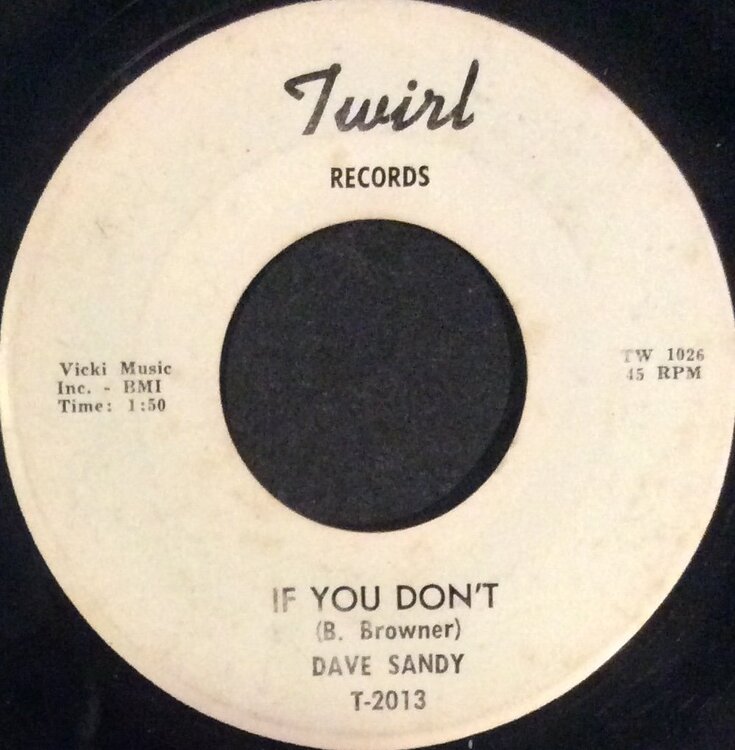 Twirl
RECORDS
Vicki Music
Inc. - BMI
Time: 1:50
TW 1026
45 RPM
IF YOU DON'T
(B. Browner)
DAVE SANDY
T-2013